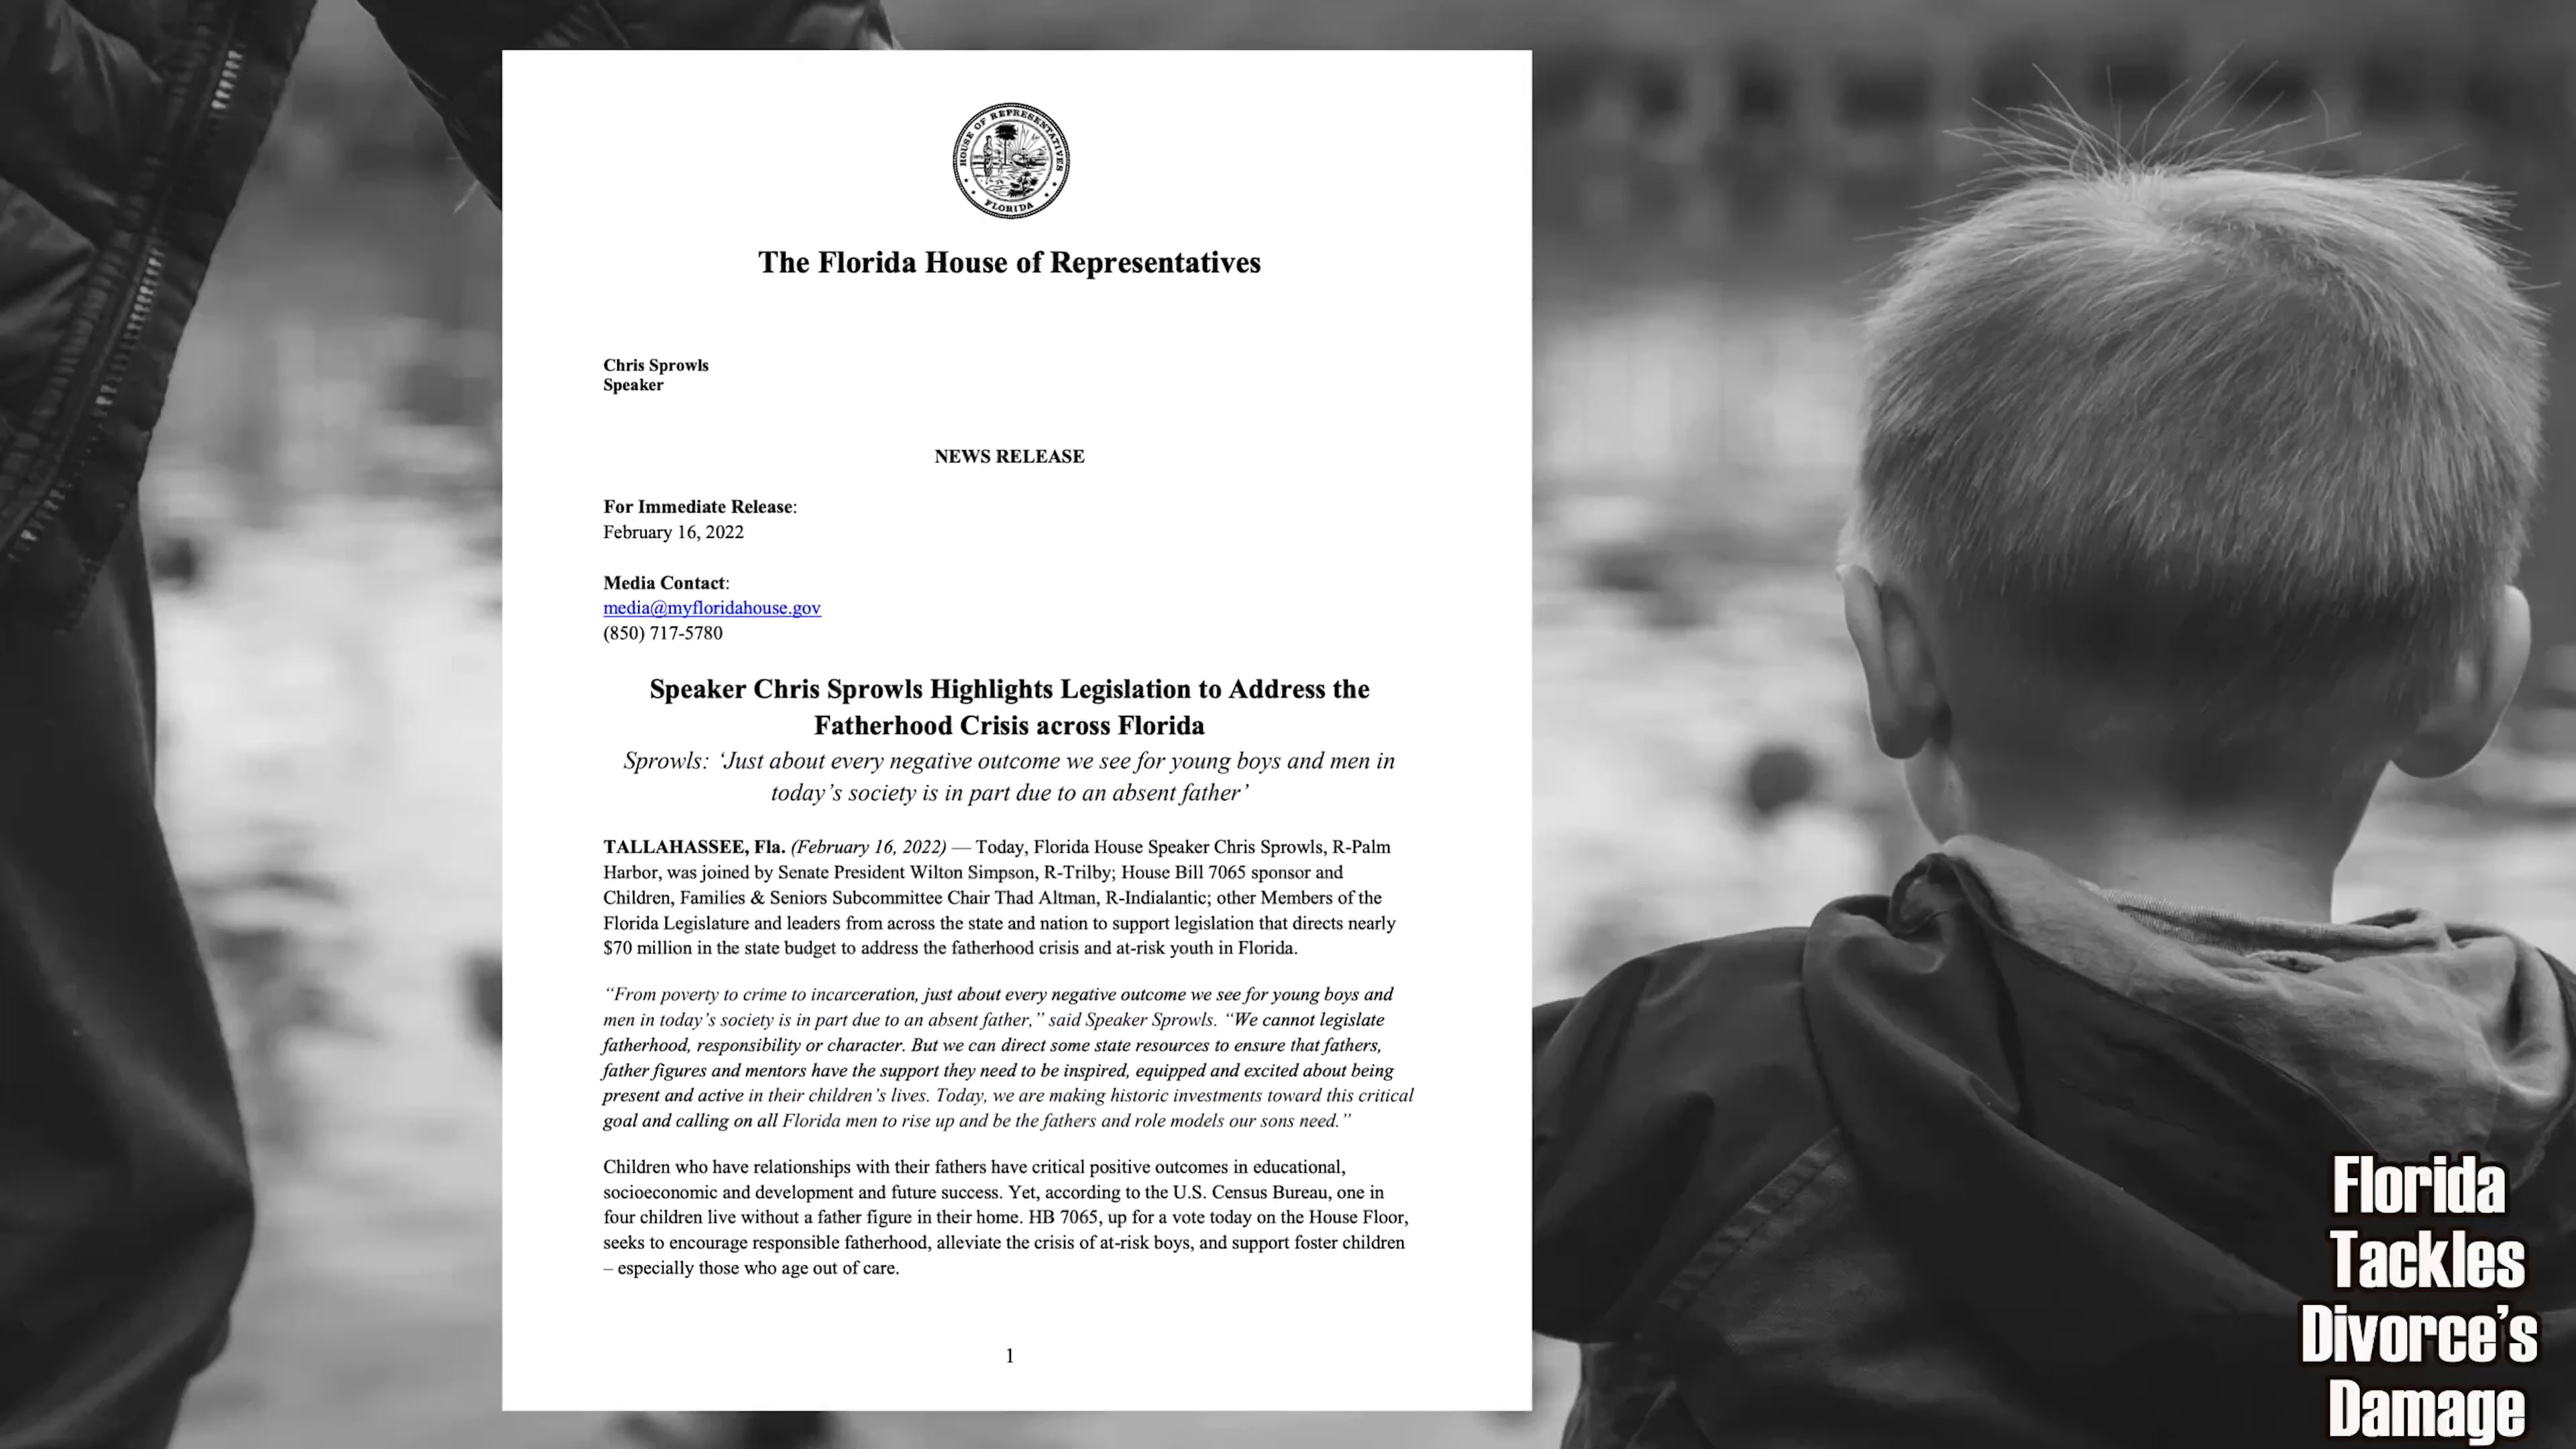 HOUSE OF REPRESENTATIVES
FLORIDA
The Florida House of Representatives
Chris Sprowls
Speaker
NEWS RELEASE
For Immediate Release:
February 16, 2022
Media Contact:
media@myfloridahouse.gov
(850) 717-5780
Speaker Chris Sprowls Highlights Legislation to Address the
Fatherhood Crisis across Florida
Sprowls: ‘Just about every negative outcome we see for young boys and men in
today’s society is in part due to an absent father’
TALLAHASSEE, Fla. (February 16, 2022) — Today, Florida House Speaker Chris Sprowls, R-Palm
Harbor, was joined by Senate President Wilton Simpson, R-Trilby; House Bill 7065 sponsor and
Children, Families & Seniors Subcommittee Chair Thad Altman, R-Indialantic; other Members of the
Florida Legislature and leaders from across the state and nation to support legislation that directs nearly
$70 million in the state budget to address the fatherhood crisis and at-risk youth in Florida.
“From poverty to crime to incarceration, just about every negative outcome we see for young boys and
men in today’s society is in part due to an absent father,” said Speaker Sprowls. “We cannot legislate
fatherhood, responsibility or character. But we can direct some state resources to ensure that fathers,
father figures and mentors have the support they need to be inspired, equipped and excited about being
present and active in their children’s lives. Today, we are making historic investments toward this critical
goal and calling on all Florida men to rise up and be the fathers and role models our sons need.”
Children who have relationships with their fathers have critical positive outcomes in educational,
socioeconomic and development and future success. Yet, according to the U.S. Census Bureau, one in
four children live without a father figure in their home. HB 7065, up for a vote today on the House Floor,
seeks to encourage responsible fatherhood, alleviate the crisis of at-risk boys, and support foster children
– especially those who age out of care.
1
Florida
Tackles
Divorce’s
Damage